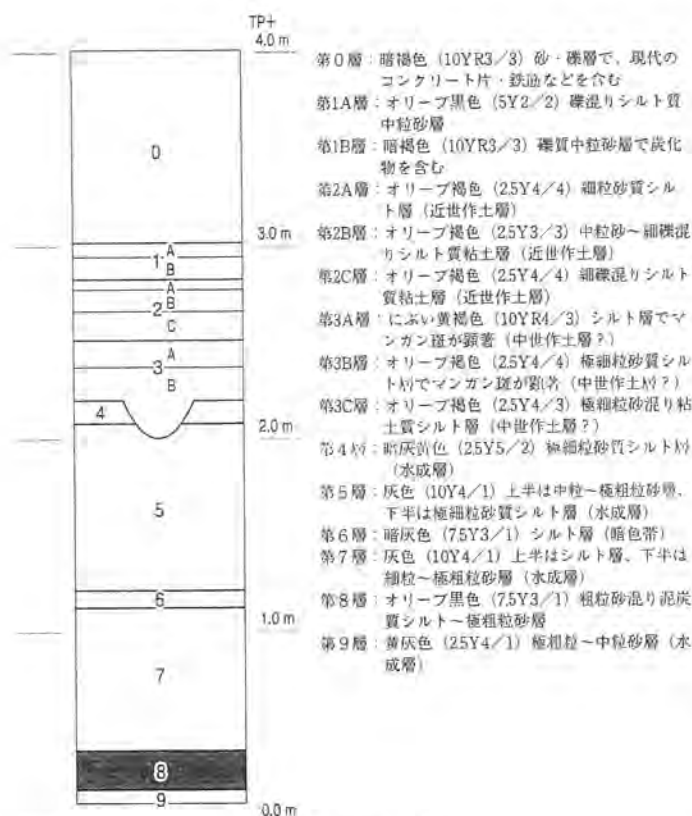 TP+
4.0 m
0
3.0 m
A
1
B
A
2 B
C
A
3
B
4
2.0 m
5
6
1.0 m
7
8
9
0.0 m
第0層：暗褐色（10YR3／3）砂・礫層で、現代の
コンクリート片・鉄筋などを含む
第1A層：オリーブ黒色（5Y2／2）礫混りシルト質
中粒砂層
第1B層：暗褐色（10YR3／3）礫質中粒砂層で炭化
物を含む
第2A層：オリーブ褐色（2.5Y4／4）細粒砂質シル
ト層（近世作土層）
第2B層：オリーブ褐色（2.5Y3／3）中粒砂～細礫混
りシルト質粘土層（近世作土層）
第2C層：オリーブ褐色（2.5Y4／4）細礫混りシルト
質粘土層（近世作土層）
第3A層：にぶい黄褐色（10YR4／3）シルト層でマ
ンガン斑が顕著（中世作土層？）
第3B層：オリーブ褐色（2.5Y4／4）極細粒砂質シル
ト層でマンガン斑が顕著（中世作土層？）
第3C層：オリーブ褐色（2.5Y4／3）極細粒砂混り粘
土質シルト層（中世作土層？）
第4層：暗灰黄色（2.5Y5／2）極細粒砂質シルト層
（水成層）
第5層：灰色（10Y4／1）上半は中粒～極粗粒砂層、
下半は極細粒砂質シルト層（水成層）
第6層：暗灰色（7.5Y3／1）シルト層（暗色帯）
第7層：灰色（10Y4／1）上半はシルト層、下半は
細粒～極粗粒砂層（水成層）
第8層：オリーブ黒色（7.5Y3／1）粗粒砂混り泥炭
質シルト～極粗粒砂層
第9層：黄灰色（2.5Y4／1）極粗粒～中粒砂層（水
成層）